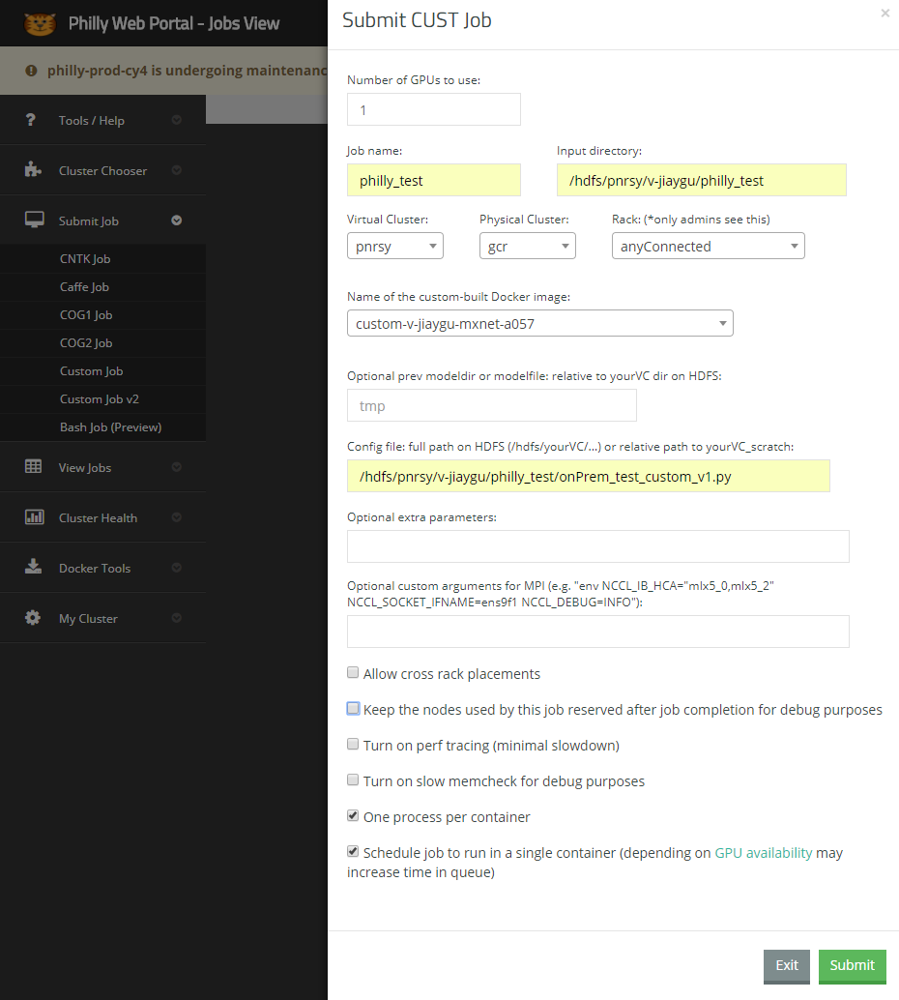 Philly Web Portal - Jobs View
philly-prod-cy4 is undergoing maintenanc
Tools / Help
Cluster Chooser
Submit Job
CNTK Job
Caffe Job
COG1 Job
COG2 Job
Custom Job
Custom Job v2
Bash Job (Preview)
View Jobs
Cluster Health
Docker Tools
My Cluster
Submit CUST Job
×
Number of GPUs to use:
1
Job name:
Input directory:
philly_test
/hdfs/pnrsy/v-jiaygu/philly_test
Virtual Cluster:
Physical Cluster:
Rack: (*only admins see this)
pnrsy
gcr
anyConnected
Name of the custom-built Docker image:
custom-v-jiaygu-mxnet-a057
Optional prev modeldir or modelfile: relative to yourVC dir on HDFS:
tmp
Config file: full path on HDFS (/hdfs/yourVC/...) or relative path to yourVC_scratch:
/hdfs/pnrsy/v-jiaygu/philly_test/onPrem_test_custom_v1.py
Optional extra parameters:
Optional custom arguments for MPI (e.g. "env NCCL_IB_HCA="mlx5_0,mlx5_2"
NCCL_SOCKET_IFNAME=ens9f1 NCCL_DEBUG=INFO"):
Allow cross rack placements
Keep the nodes used by this job reserved after job completion for debug purposes
Turn on perf tracing (minimal slowdown)
Turn on slow memcheck for debug purposes
One process per container
Schedule job to run in a single container (depending on GPU availability may
increase time in queue)
Exit
Submit